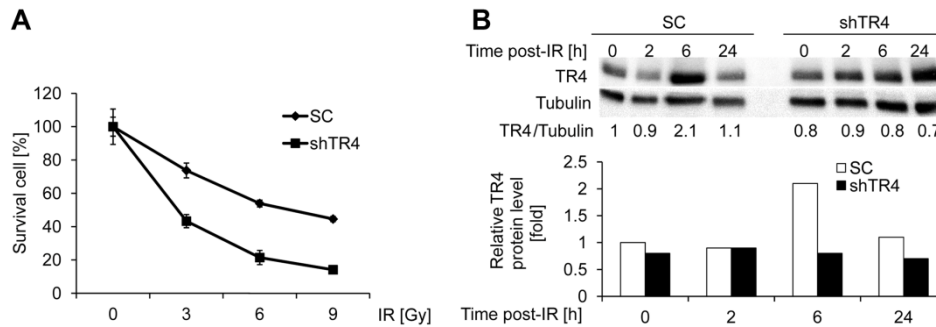 A
Survival cell [%]
120
100
80
60
40
20
0
0 3 6 9 IR [Gy]
SC
shTR4
B
SC shTR4
Time post-IR [h] 0 2 6 24 0 2 6 24
TR4
Tubulin
TR4/Tubulin 1 0.9 2.1 1.1 0.8 0.9 0.8 0.7
Relative TR4
protein level
[fold]
2.5
2
1.5
1
0.5
0
SC
shTR4
Time post-IR [h] 0 2 6 24